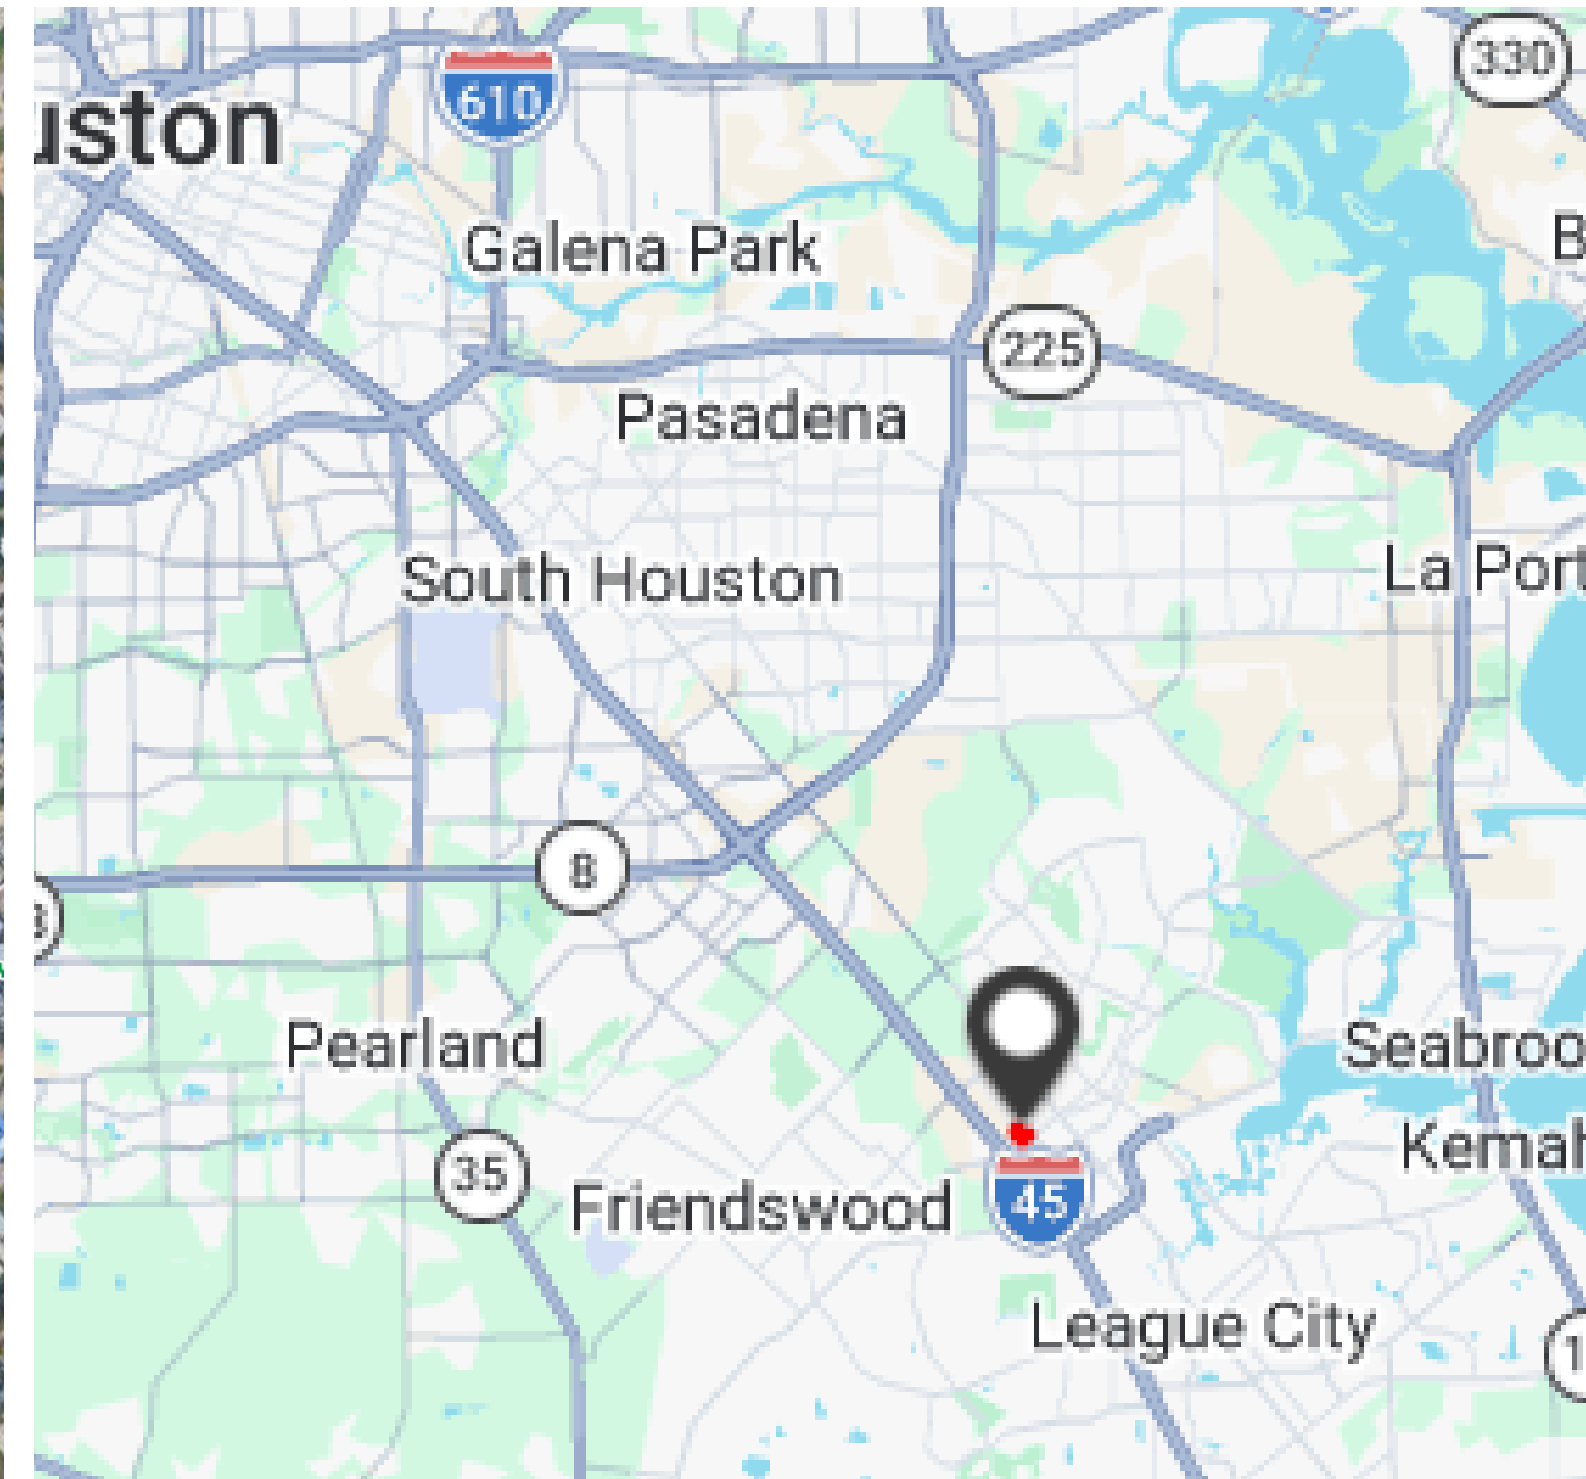 330
610
uston
Galena Park
B
225
Pasadena
La Port
South Houston
8
Pearland
Seabroo
Kemah
35
Friendswood
45
League City
1